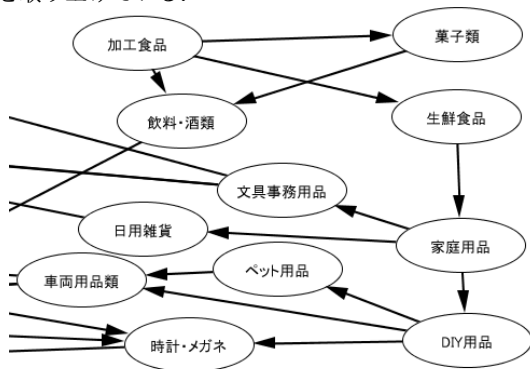 加工食品
菓子類
飲料・酒類
生鮮食品
文具事務用品
日用雑貨
家庭用品
ペット用品
車両用品類
時計・メガネ
DIY用品